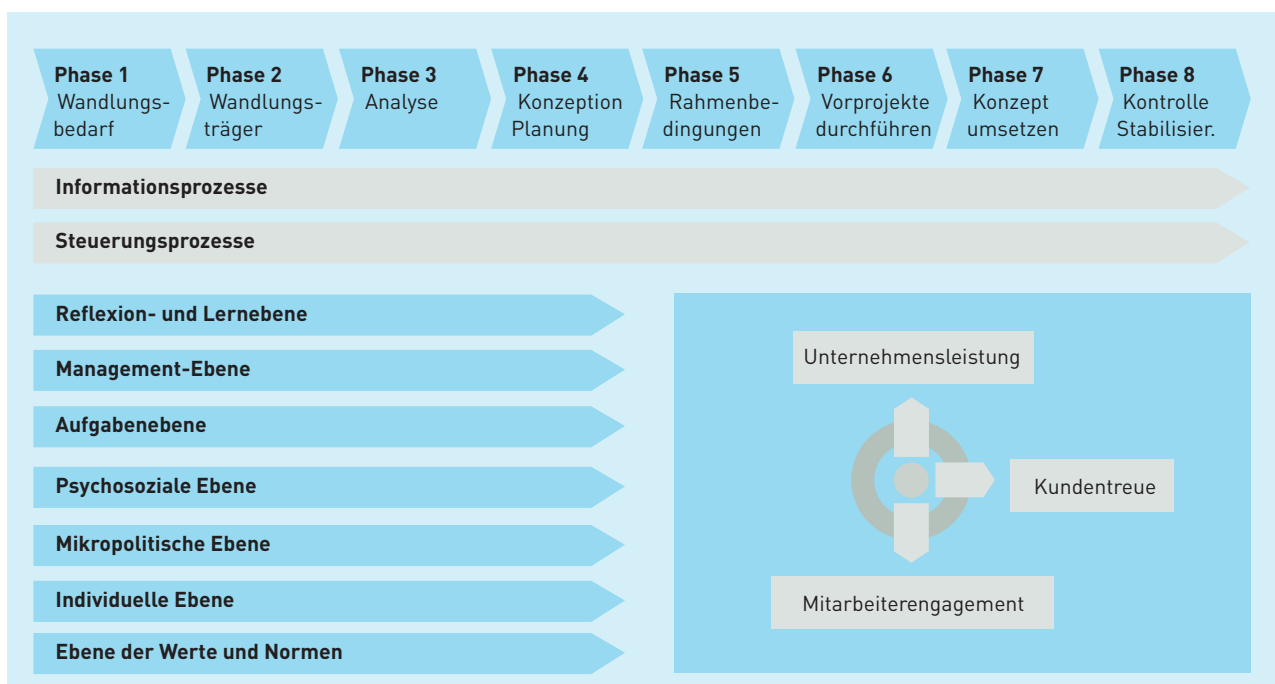 Phase 1
Wandlungs-
bedarf
Phase 2
Wandlungs-
träger
Phase 3
Analyse
Phase 4
Konzeption
Planung
Phase 5
Rahmenbe-
dingungen
Phase 6
Vorprojekte
durchführen
Phase 7
Konzept
umsetzen
Phase 8
Kontrolle
Stabilisier.
Informationsprozesse
Steuerungsprozesse
Reflexion- und Lernebene
Management-Ebene
Aufgabenebene
Psychosoziale Ebene
Mikropolitische Ebene
Individuelle Ebene
Ebene der Werte und Normen
Unternehmensleistung
Kundentreue
Mitarbeiterengagement